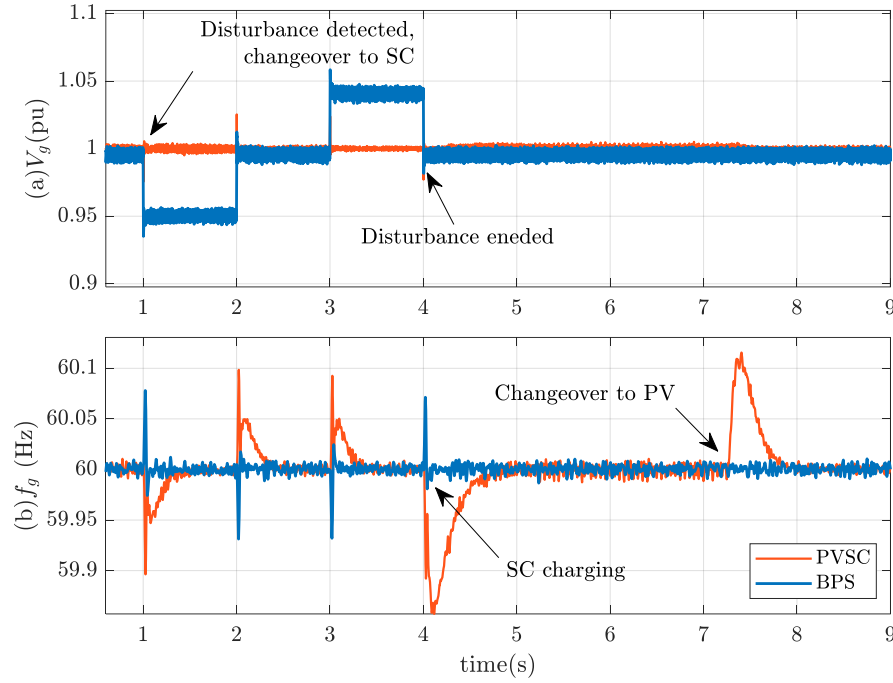 1.1
1.05
1
0.95
0.9
(a)V_g(pu)
Disturbance detected,
changeover to SC
Disturbance eneded
1 2 3 4 5 6 7 8 9
60.1
60.05
60
59.95
59.9
(b)f_g (Hz)
Changeover to PV
SC charging
PVSC
BPS
1 2 3 4 5 6 7 8 9
time(s)